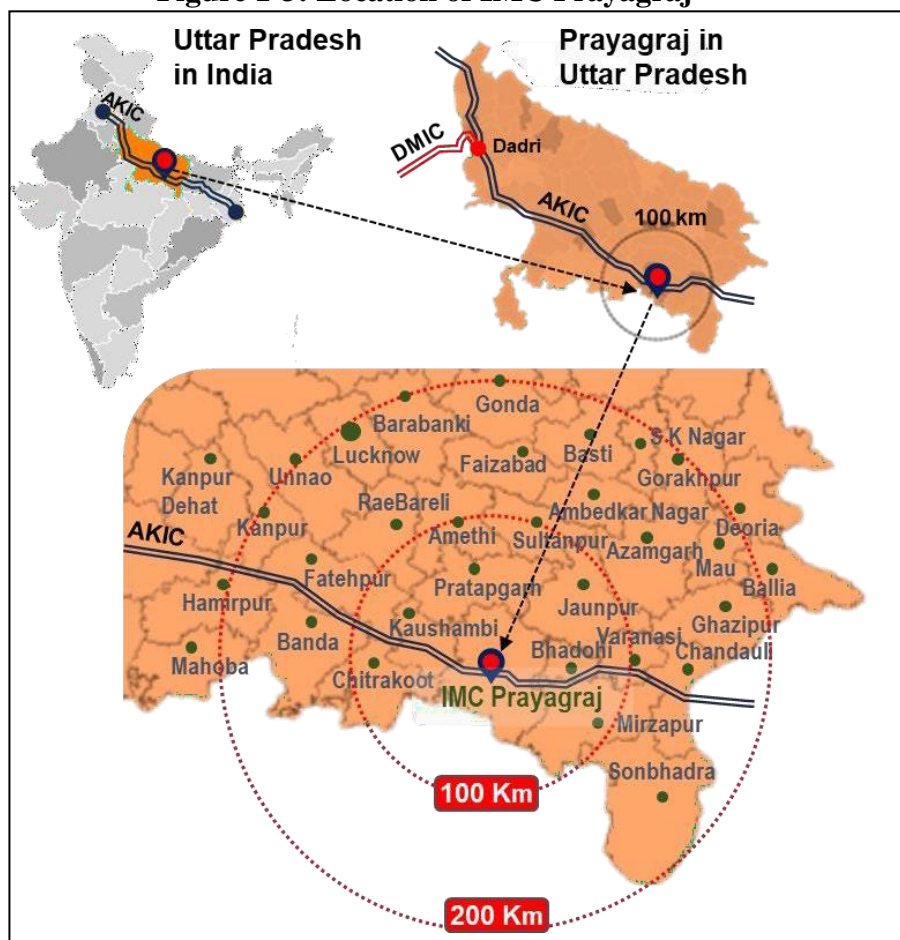 Figure 1-3: Location of IMC Prayagraj
Uttar Pradesh
in India
AKIC
Prayagraj in
Uttar Pradesh
DMIC
Dadri
AKIC
100 km
Gonda
Barabanki
Lucknow
Basti
S K Nagar
Faizabad
Gorakhpur
Unnao
Kanpur
Dehat
RaeBareli
Ambedkar Nagar
Kanpur
Amethi
Sultanpur
Deoria
AKIC
Azamgarh
Mau
Fatehpur
Pratapgarh
Ballia
Hamirpur
Jaunpur
Kaushambi
Ghazipur
Banda
Varanasi
Chandauli
Mahoba
Chitrakoot
Bhadohi
IMC Prayagraj
Mirzapur
Sonbhadra
100 Km
200 Km